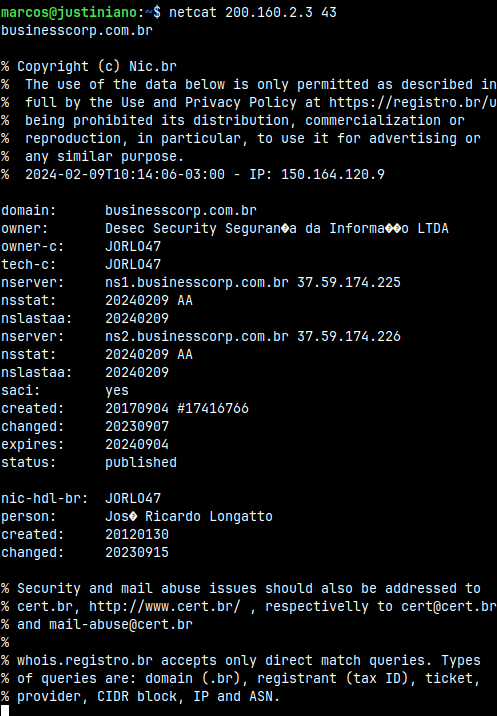 marcos@justiniano:~$ netcat 200.160.2.3 43
businesscorp.com.br
% Copyright (c) Nic.br
%  The use of the data below is only permitted as described in
%  full by the Use and Privacy Policy at https://registro.br/u
%  being prohibited its distribution, commercialization or
%  reproduction, in particular, to use it for advertising or
%  any similar purpose.
%  2024-02-09T10:14:06-03:00 - IP: 150.164.120.9
domain:      businesscorp.com.br
owner:       Desec Security Seguran�a da Informa��o LTDA
owner-c:     JORLO47
tech-c:      JORLO47
nserver:     ns1.businesscorp.com.br 37.59.174.225
nsstat:      20240209 AA
nslastaa:    20240209
nserver:     ns2.businesscorp.com.br 37.59.174.226
nsstat:      20240209 AA
nslastaa:    20240209
saci:        yes
created:     20170904 #17416766
changed:     20230907
expires:     20240904
status:      published
nic-hdl-br:  JORLO47
person:      Jos� Ricardo Longatto
created:     20120130
changed:     20230915
% Security and mail abuse issues should also be addressed to
% cert.br, http://www.cert.br/ , respectivelly to cert@cert.br
% and mail-abuse@cert.br
%
% whois.registro.br accepts only direct match queries. Types
% of queries are: domain (.br), registrant (tax ID), ticket,
% provider, CIDR block, IP and ASN.